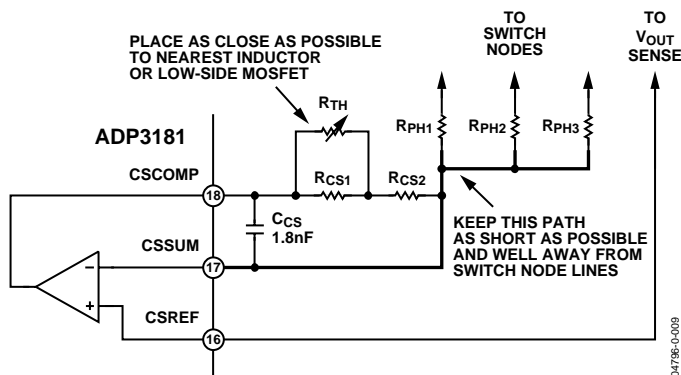 TO
SWITCH
NODES
TO
VOUT
SENSE
PLACE AS CLOSE AS POSSIBLE
TO NEAREST INDUCTOR
OR LOW-SIDE MOSFET
RTH
RPH1
RPH2
RPH3
ADP3181
CSCOMP
18
RCS1
RCS2
CCS
1.8nF
KEEP THIS PATH
AS SHORT AS POSSIBLE
AND WELL AWAY FROM
SWITCH NODE LINES
CSSUM
17
–
+
CSREF
16
04796-0-009